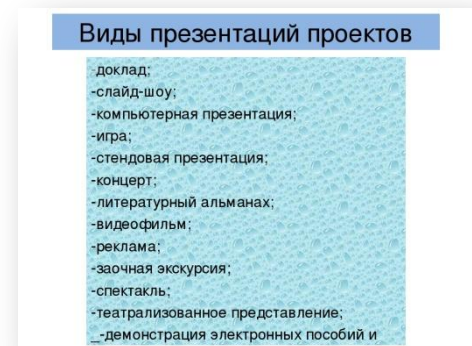 Виды презентаций проектов
-доклад;
-слайд-шоу;
-компьютерная презентация;
-игра;
-стендовая презентация;
-концерт;
-литературный альманах;
-видеофильм;
-реклама;
-заочная экскурсия;
-спектакль;
-театрализованное представление;
_-демонстрация электронных пособий и